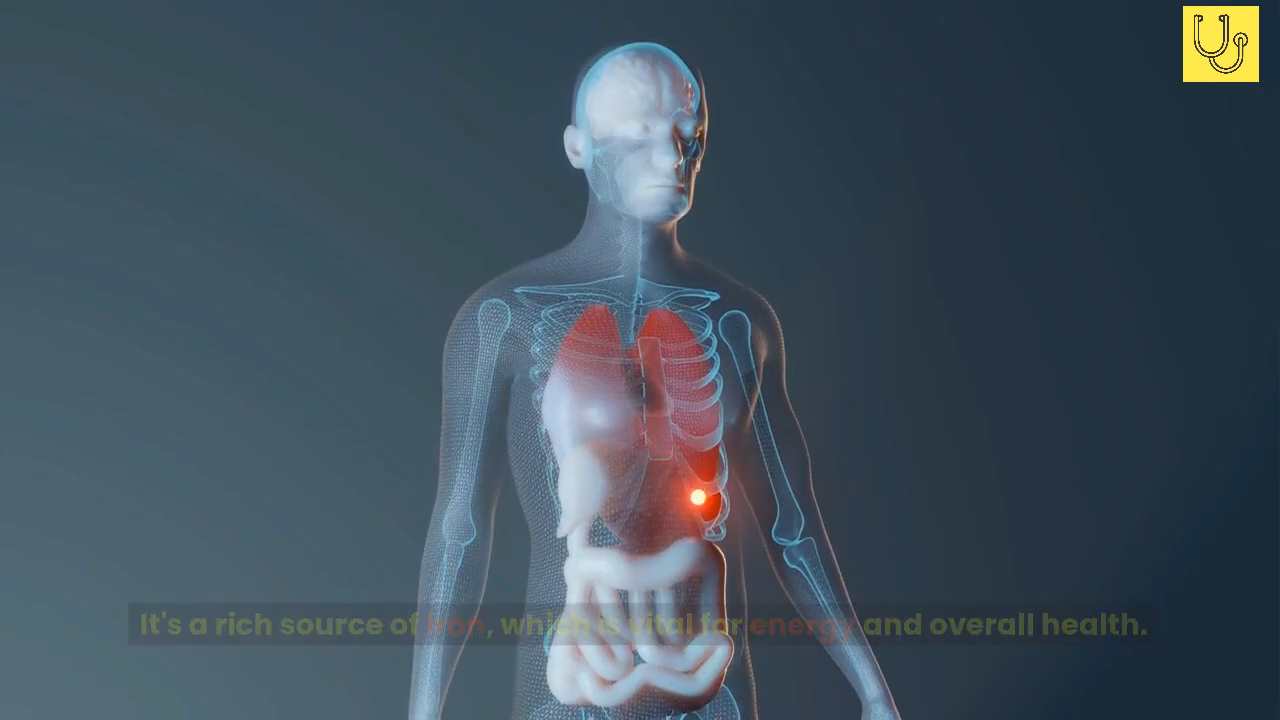 It's a rich source of iron, which is vital for energy and overall health.